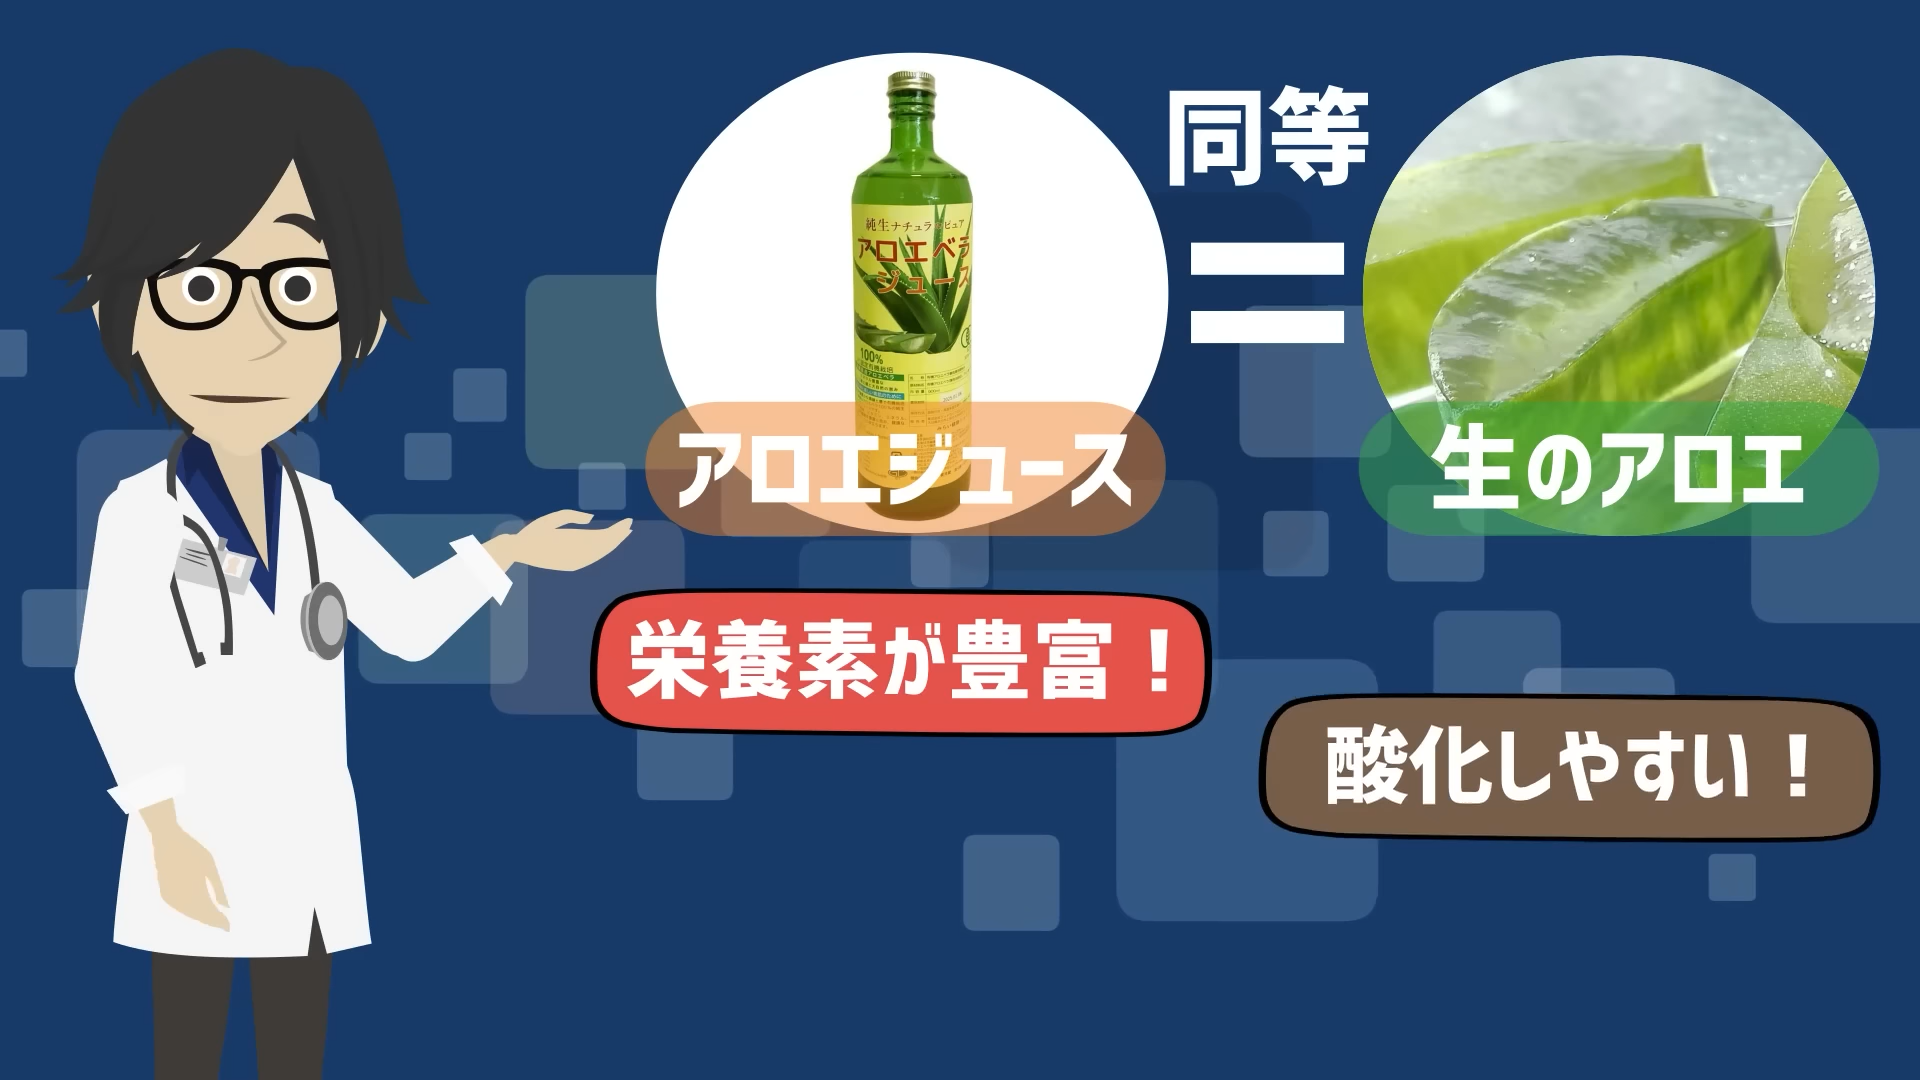 同等
純生ナチュラルピュア
アロエベラ
ジュース
100%
アロエジュース
生のアロエ
栄養素が豊富！
酸化しやすい！